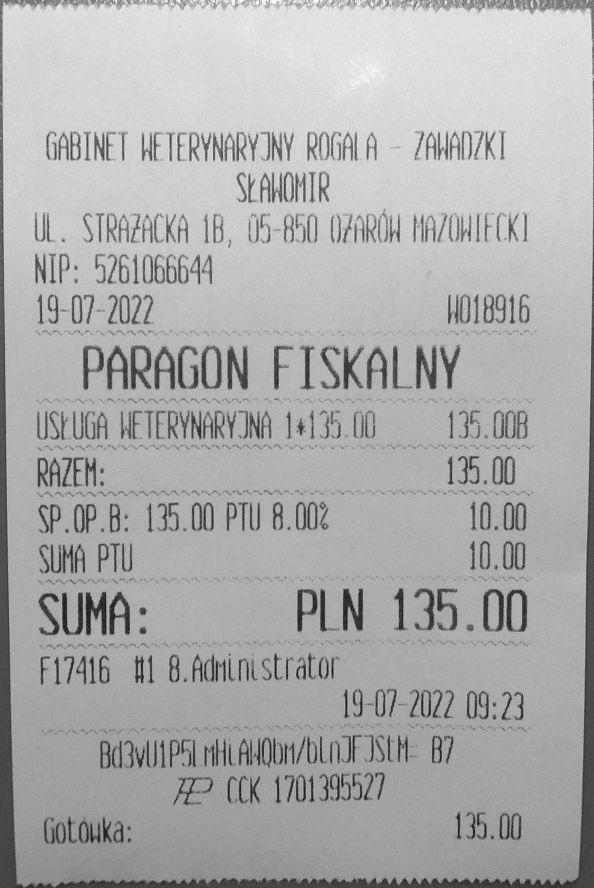 GABINET WETERYNARYJNY ROGALA - ZAWADZKI
SŁAWOMIR
UL. STRAŻACKA 1B, 05-850 OŻARÓW MAZOWIECKI
NIP: 5261066644
19-07-2022 W018916
PARAGON FISKALNY
USŁUGA WETERYNARYJNA 1*135.00 135.00B
RAZEM: 135.00
SP.OP.B: 135.00 PTU 8.00% 10.00
SUMA PTU 10.00
SUMA: PLN 135.00
F17416 #1 8.Administrator
19-07-2022 09:23
B7
CCK 1701395527
Gotówka: 135.00